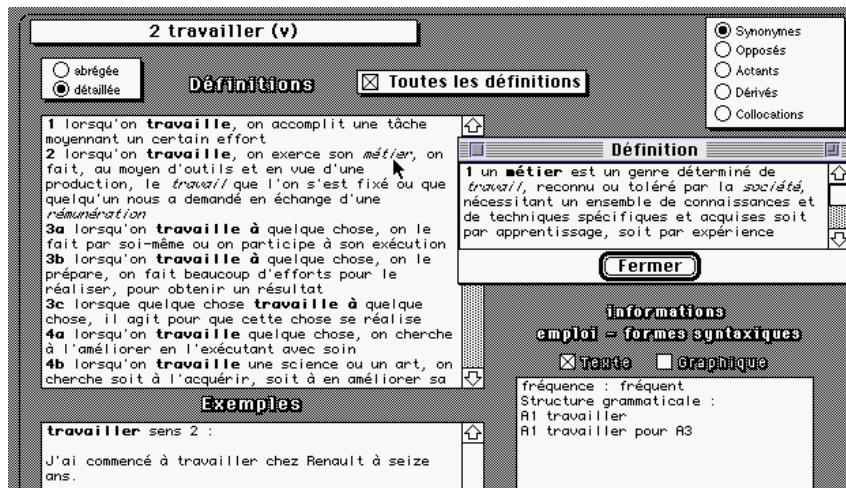 2 travailler (v)
Synonymes
Opposés
Actants
Dérivés
Collocations
abrégée
détaillée
Définitions
Toutes les définitions
1 lorsqu'on travaille, on accomplit une tâche
moyennant un certain effort
2 lorsqu'on travaille, on exerce son métier, on
fait, au moyen d'outils et en vue d'une
production, le travail que l'on s'est fixé ou que
quelqu'un nous a demandé en échange d'une
rémunération
3a lorsqu'on travaille à quelque chose, on le
fait par soi-même ou on participe à son exécution
3b lorsqu'on travaille à quelque chose, on le
prépare, on fait beaucoup d'efforts pour le
réaliser, pour obtenir un résultat
3c lorsque quelque chose travaille à quelque
chose, il agit pour que cette chose se réalise
4a lorsqu'on travaille quelque chose, on cherche
à l'améliorer en l'exécutant avec soin
4b lorsqu'on travaille une science ou un art, on
cherche soit à l'acquérir, soit à en améliorer sa
Définition
1 un métier est un genre déterminé de
travail, reconnu ou toléré par la société,
nécessitant un ensemble de connaissances et
de techniques spécifiques et acquises soit
par apprentissage, soit par expérience
Fermer
informations
emploi - formes syntaxiques
Texte
Graphique
fréquence : fréquent
Structure grammaticale :
A1 travailler
A1 travailler pour A3
Exemples
travailler sens 2 :
J'ai commencé à travailler chez Renault à seize
ans.